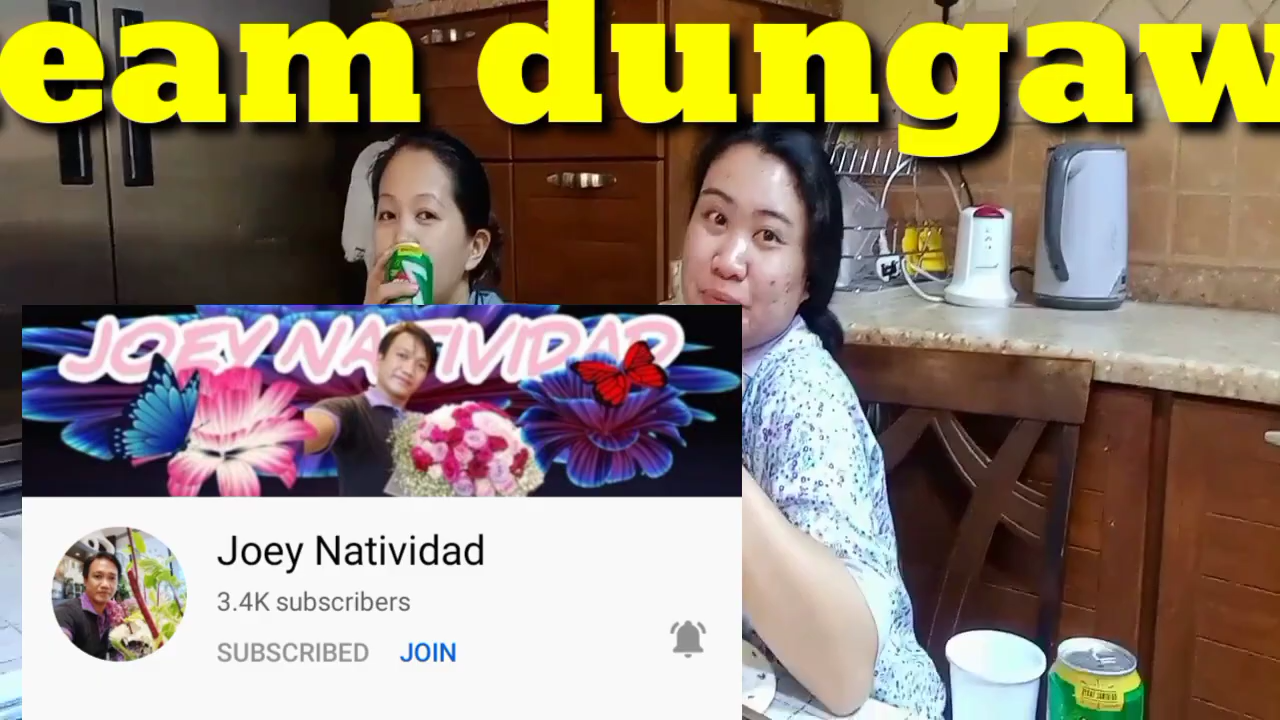 eam dungaw
JOEY NATIVIDAD
Joey Natividad
3.4K subscribers
SUBSCRIBED JOIN